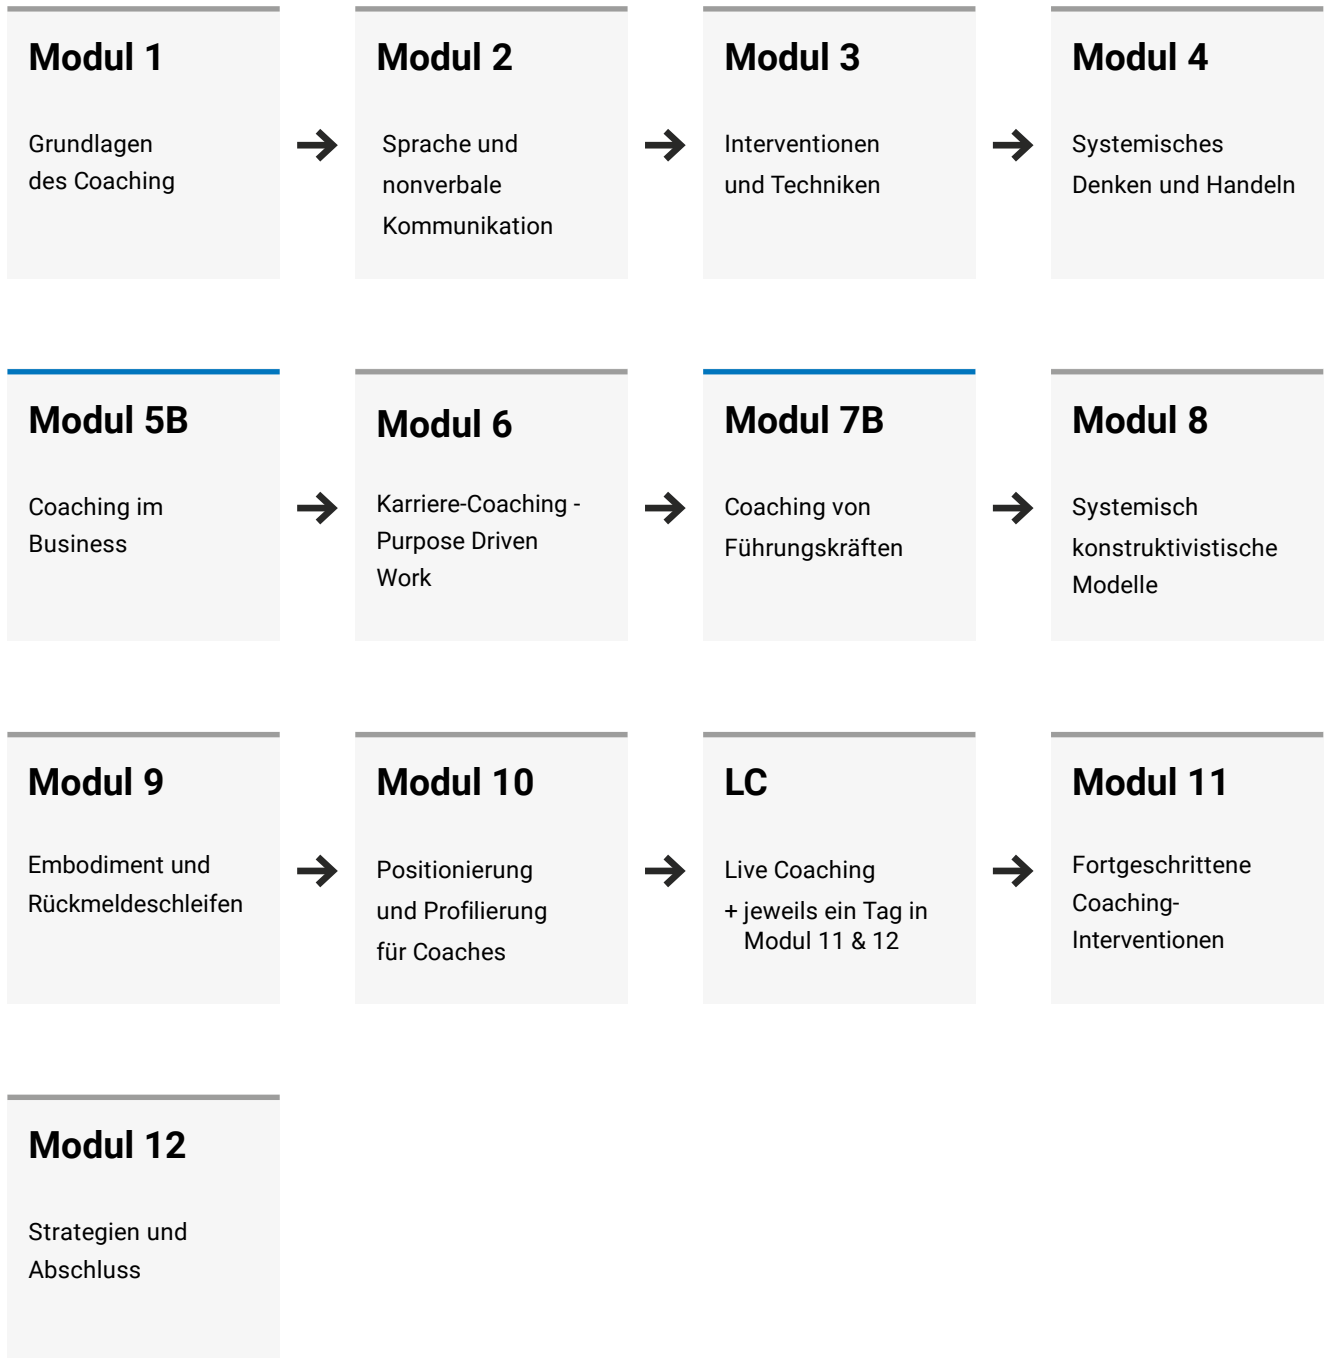 Modul 1
Grundlagen
des Coaching
Modul 2
Sprache und
nonverbale
Kommunikation
Modul 3
Interventionen
und Techniken
Modul 4
Systemisches
Denken und Handeln
Modul 5B
Coaching im
Business
Modul 6
Karriere-Coaching -
Purpose Driven
Work
Modul 7B
Coaching von
Führungskräften
Modul 8
Systemisch
konstruktivistische
Modelle
Modul 9
Embodiment und
Rückmeldeschleifen
Modul 10
Positionierung
und Profilierung
für Coaches
LC
Live Coaching
+ jeweils ein Tag in
Modul 11 & 12
Modul 11
Fortgeschrittene
Coaching-
Interventionen
Modul 12
Strategien und
Abschluss